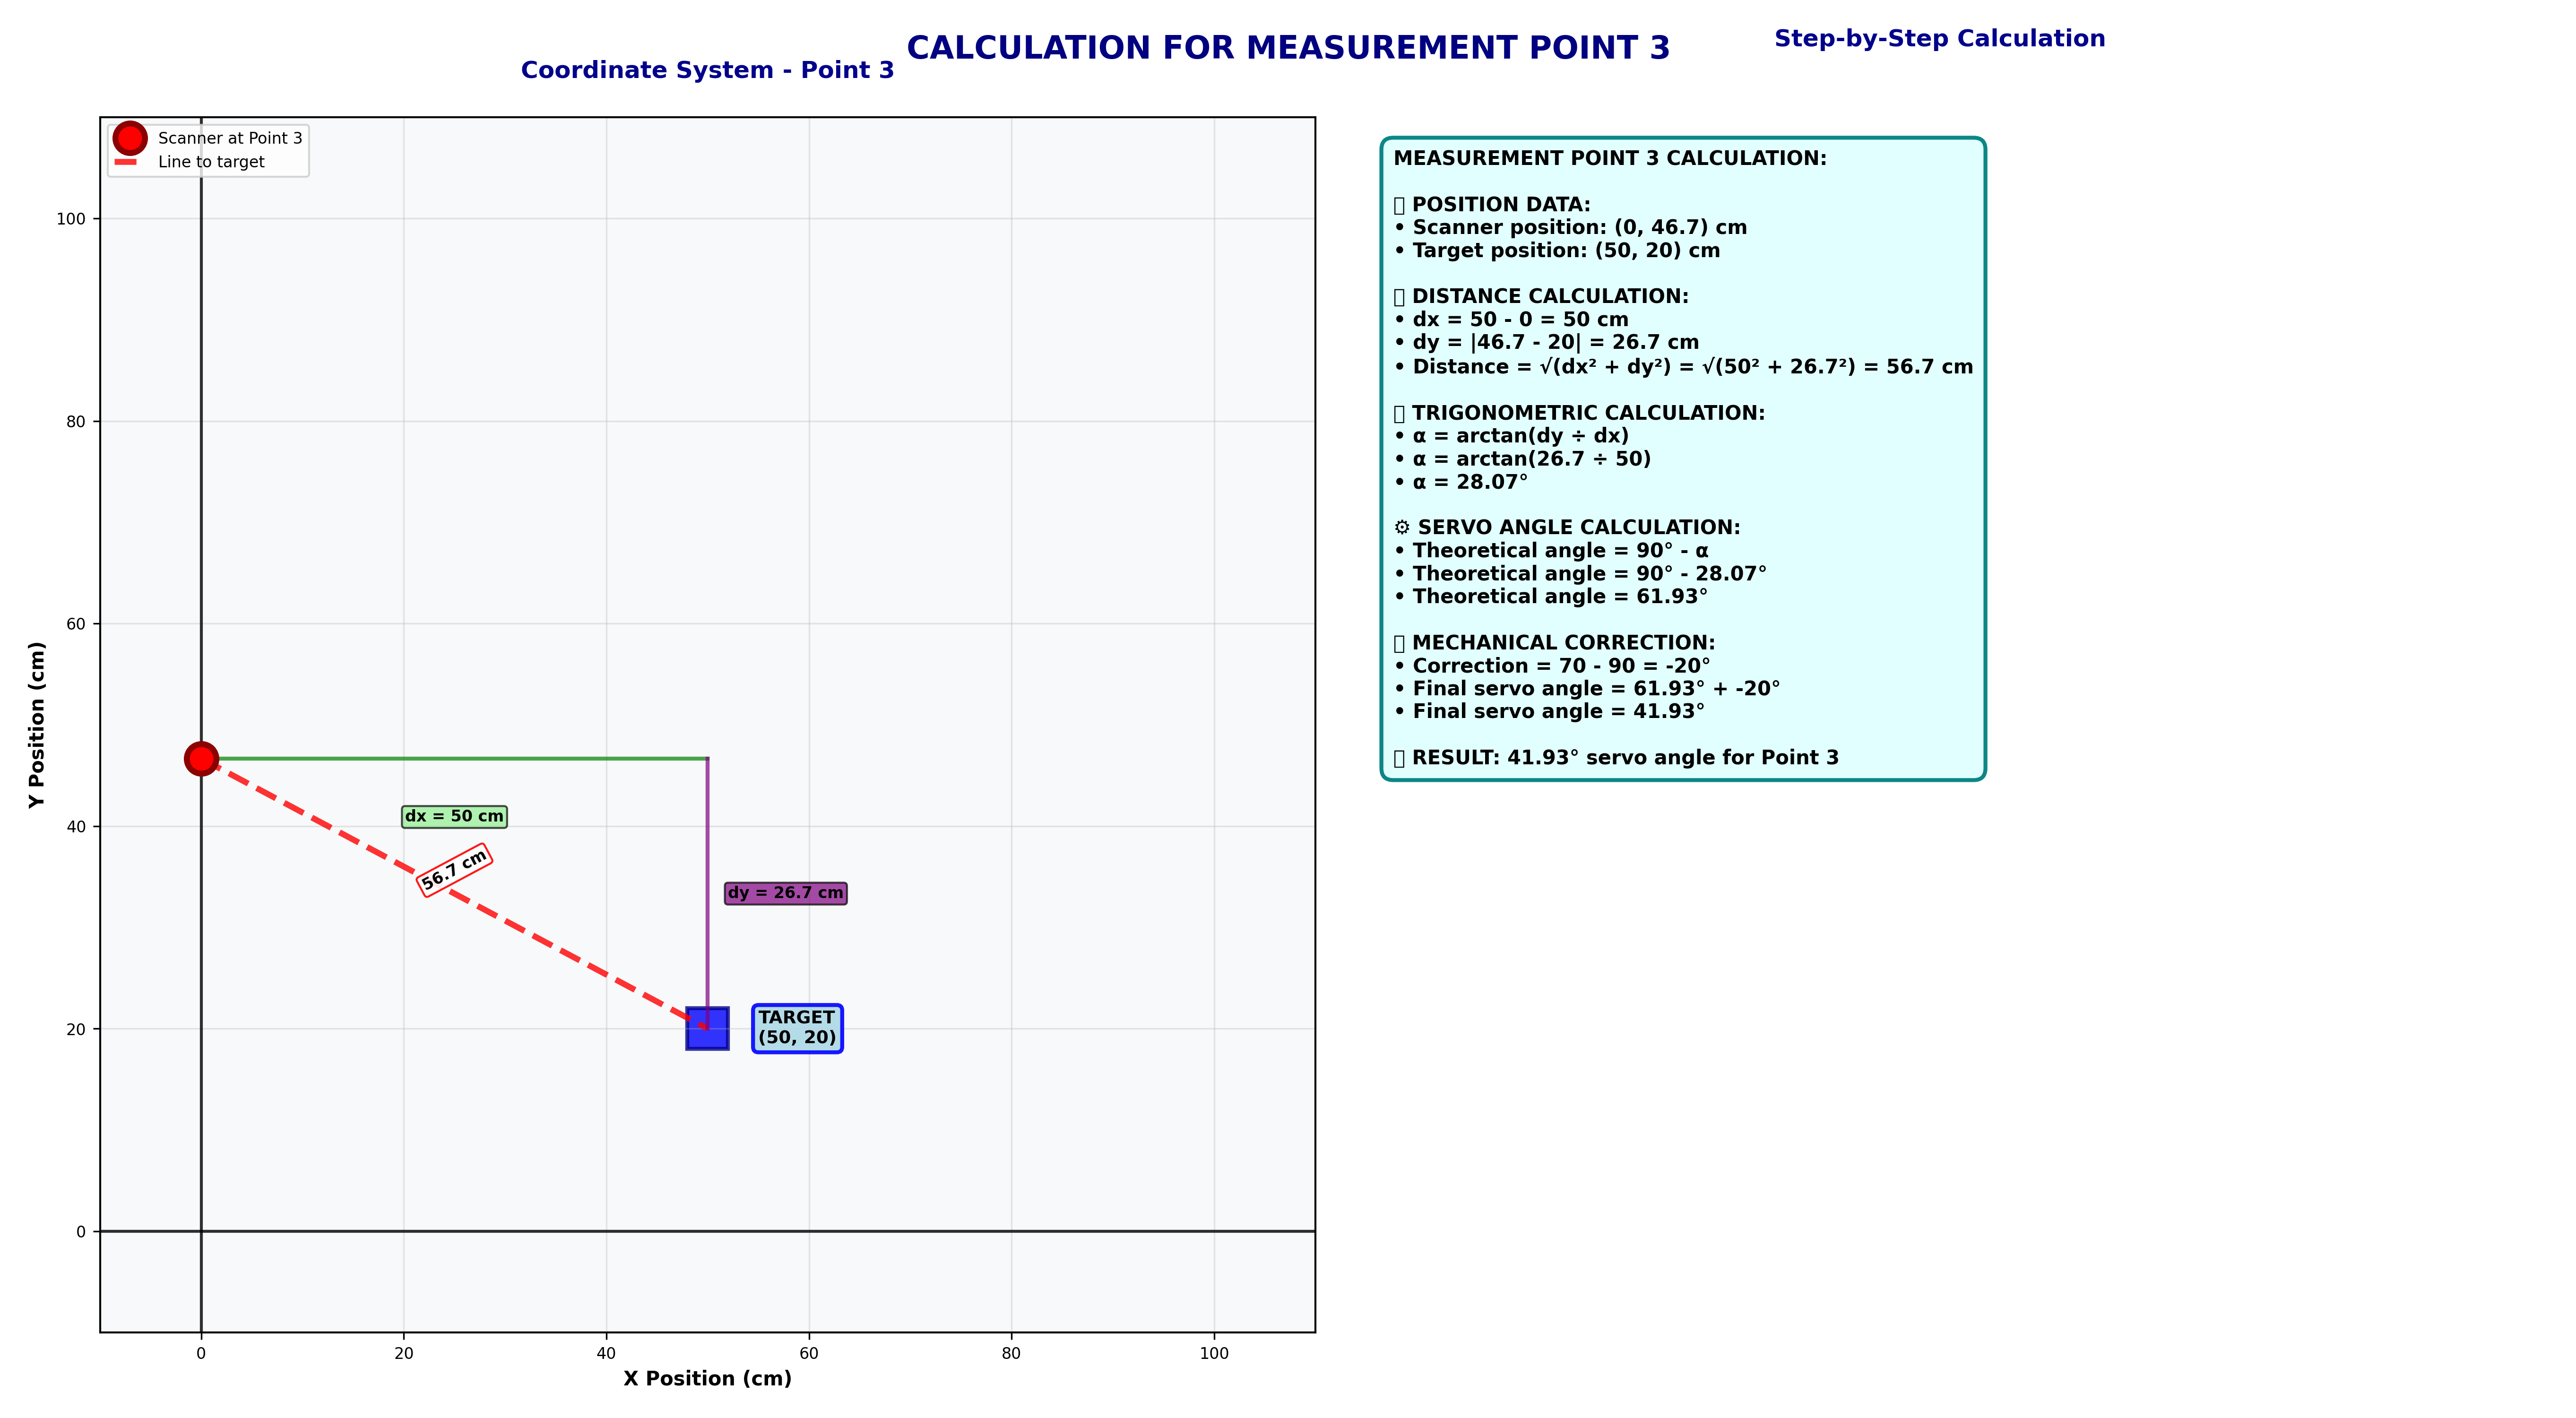 CALCULATION FOR MEASUREMENT POINT 3
Coordinate System - Point 3
Step-by-Step Calculation
Scanner at Point 3
Line to target
100
80
60
40
20
0
Y Position (cm)
dx = 50 cm
56.7 cm
dy = 26.7 cm
TARGET
(50, 20)
0
20
40
60
80
100
X Position (cm)
MEASUREMENT POINT 3 CALCULATION:
POSITION DATA:
• Scanner position: (0, 46.7) cm
• Target position: (50, 20) cm
DISTANCE CALCULATION:
• dx = 50 - 0 = 50 cm
• dy = |46.7 - 20| = 26.7 cm
• Distance = √(dx² + dy²) = √(50² + 26.7²) = 56.7 cm
TRIGONOMETRIC CALCULATION:
• α = arctan(dy ÷ dx)
• α = arctan(26.7 ÷ 50)
• α = 28.07°
⚙ SERVO ANGLE CALCULATION:
• Theoretical angle = 90° - α
• Theoretical angle = 90° - 28.07°
• Theoretical angle = 61.93°
MECHANICAL CORRECTION:
• Correction = 70 - 90 = -20°
• Final servo angle = 61.93° + -20°
• Final servo angle = 41.93°
RESULT: 41.93° servo angle for Point 3